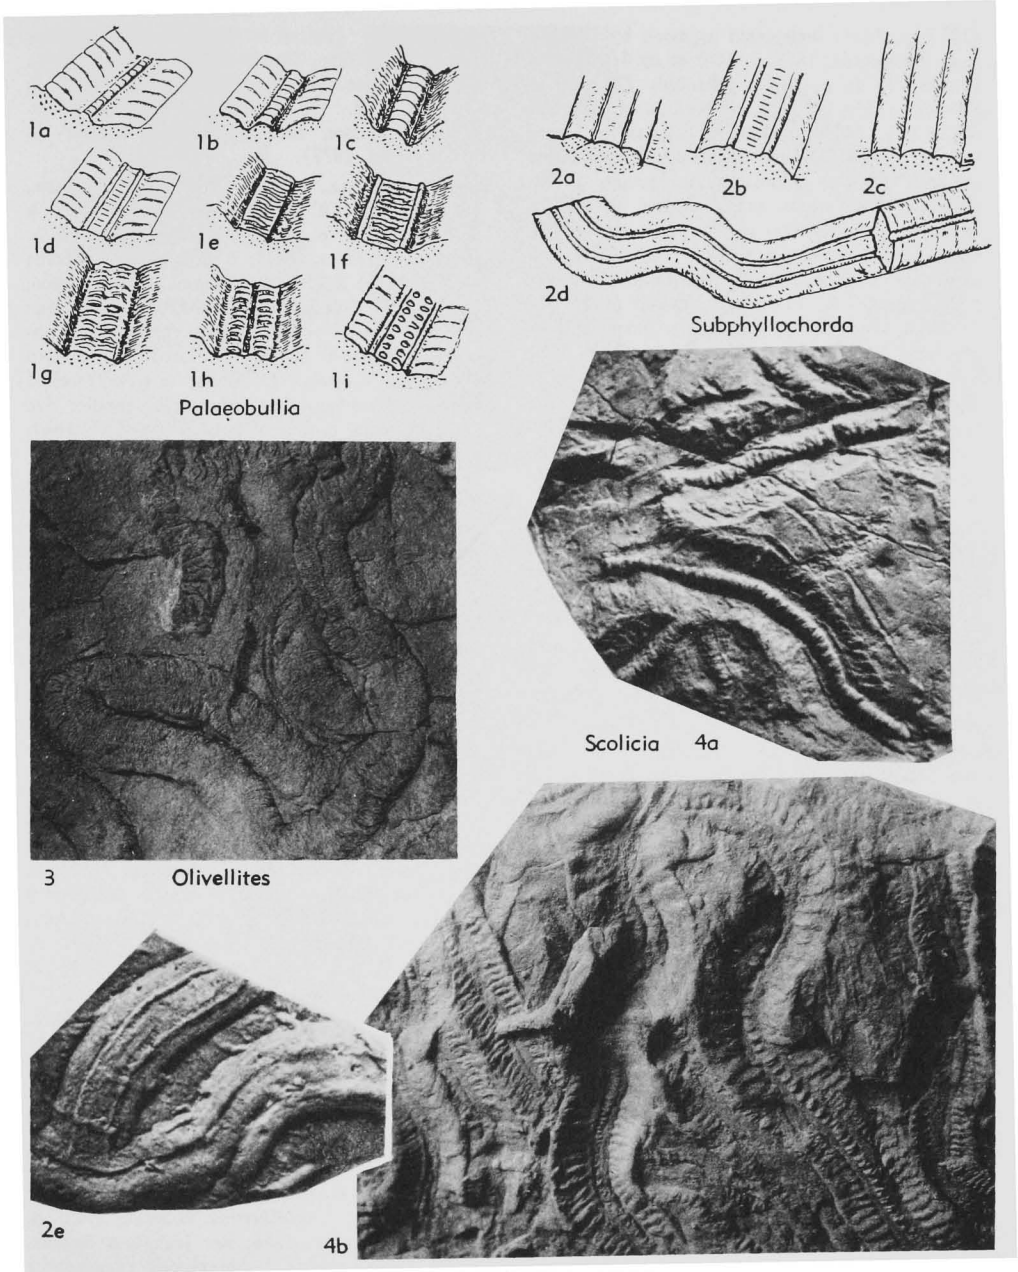 1a
1b
1c
1d
1e
1f
1g
1h
1i
Palaeobullia
2a
2b
2c
2d
Subphyllochorda
3
Olivellites
Scolicia 4a
2e
4b